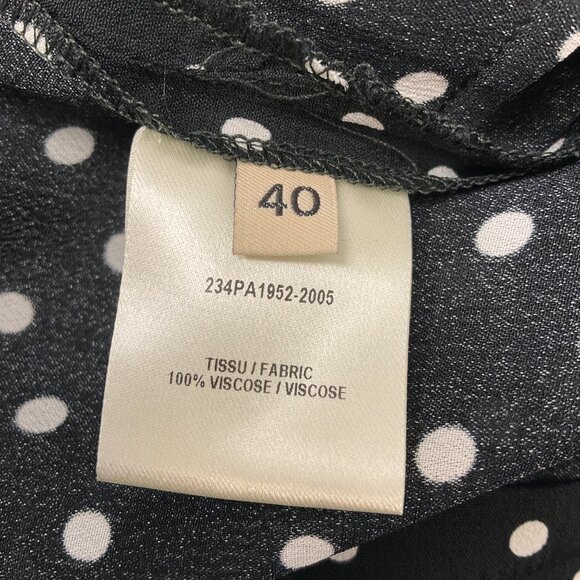 40
234PA1952-2005
TISSU / FABRIC
100% VISCOSE / VISCOSE